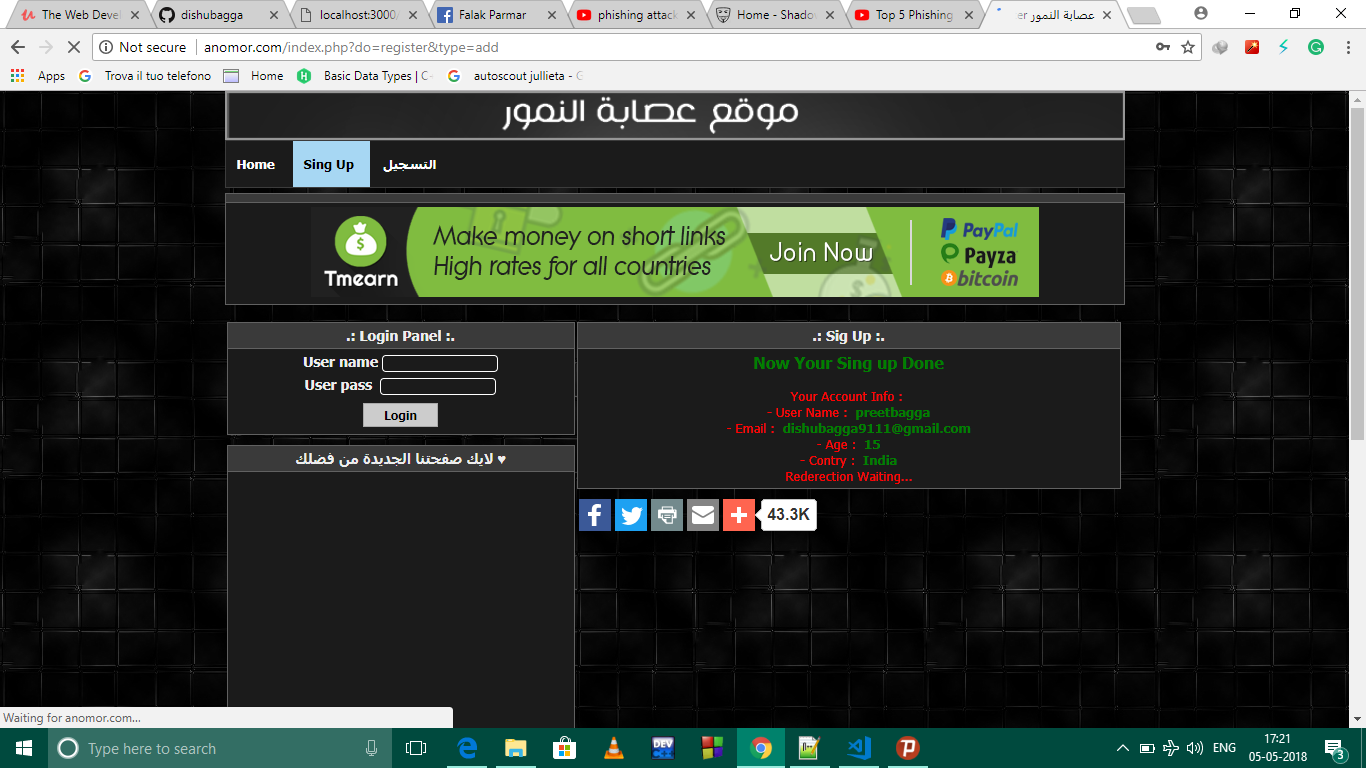 The Web Devel
dishubagga
localhost:3000/
Falak Parmar
phishing attack
Home - Shado
Top 5 Phishing
عصابة النمور er
Not secure
anomor.com/index.php?do=register&type=add
Apps
Trova il tuo telefono
Home
Basic Data Types | C
autoscout jullieta - G
موقع عصابة النمور
Home
Sing Up
التسجيل
Tmearn
Make money on short links
High rates for all countries
Join Now
PayPal
Payza
bitcoin
.: Login Panel :.
User name
User pass
Login
♥ لايك صفحتنا الجديدة من فضلك
.: Sig Up :.
Now Your Sing up Done
Your Account Info :
- User Name : preetbagga
- Email : dishubagga9111@gmail.com
- Age : 15
- Contry : India
Rederection Waiting...
43.3K
Waiting for anomor.com...
Type here to search
DEV
ENG
17:21
05-05-2018
3